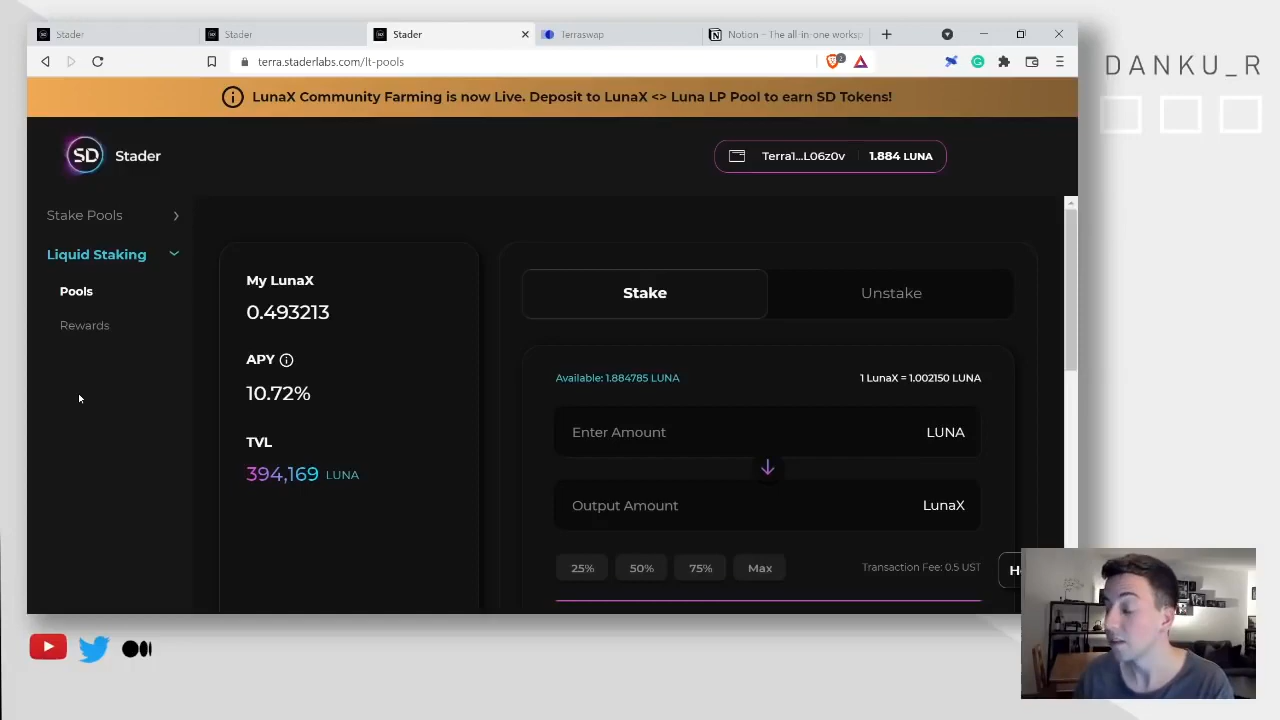 Stader
Stader
Stader
Terraswap
Notion – The all-in-one worksp
terra.staderlabs.com/lt-pools
2
LunaX Community Farming is now Live. Deposit to LunaX <> Luna LP Pool to earn SD Tokens!
DANKU_R
SD Stader
Terra1...L06z0v
1.884 LUNA
Stake Pools
Liquid Staking
Pools
Rewards
My LunaX
0.493213
APY
10.72%
TVL
394,169 LUNA
Stake
Unstake
Available: 1.884785 LUNA
1 LunaX = 1.002150 LUNA
Enter Amount
LUNA
Output Amount
LunaX
25%
50%
75%
Max
Transaction Fee: 0.5 UST